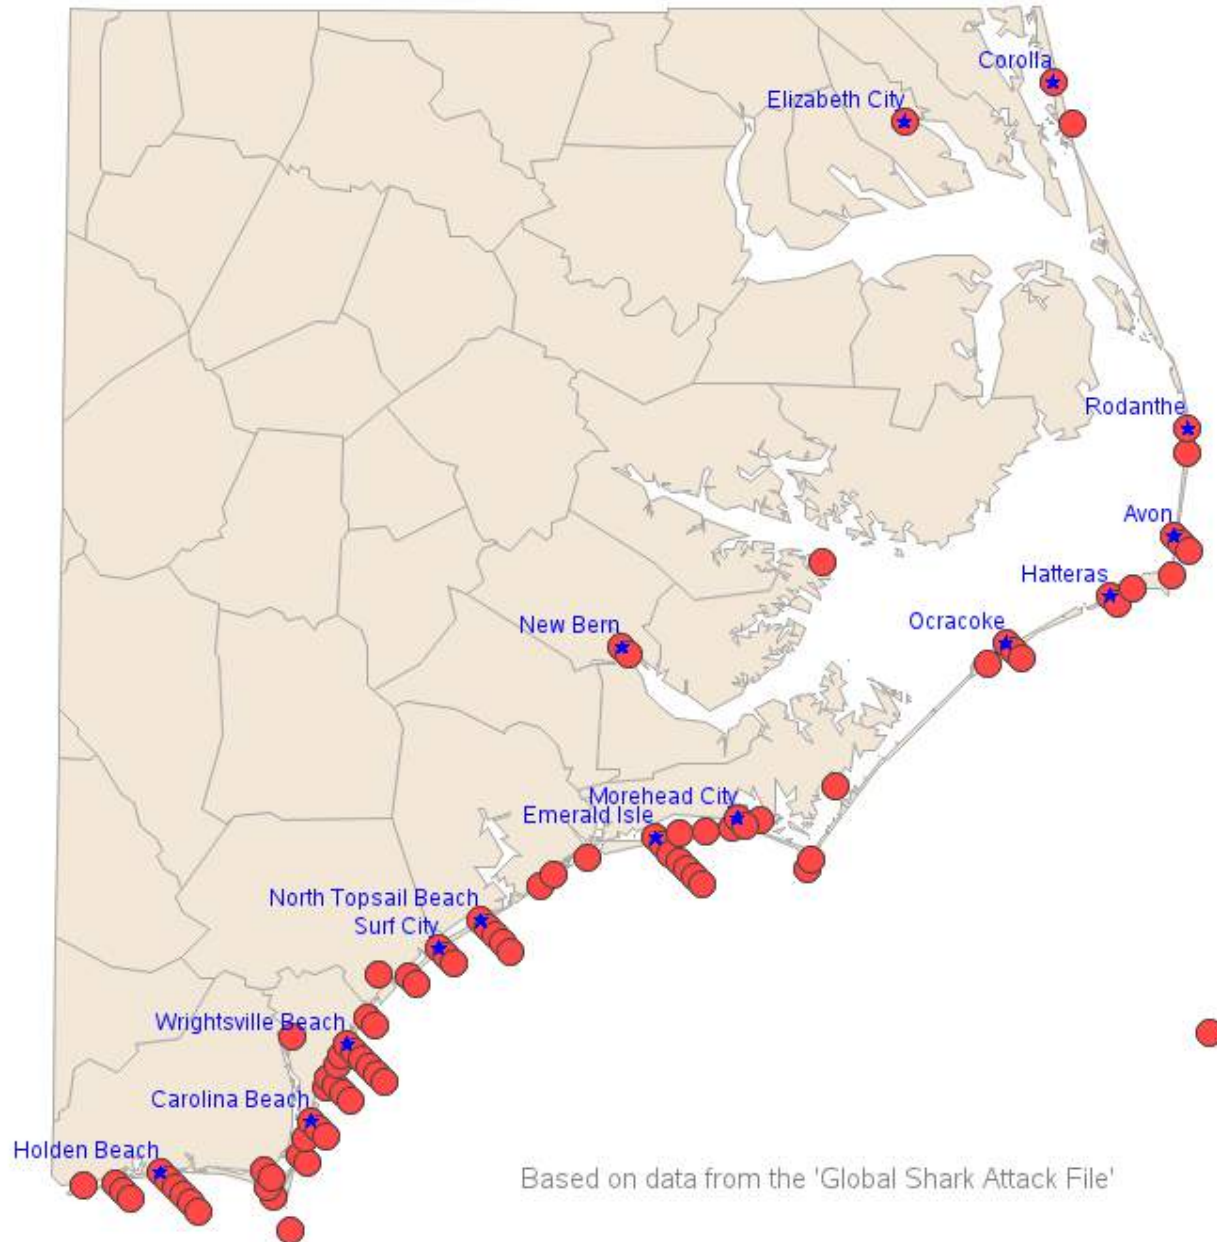 Corolla
Elizabeth City
Rodanthe
Avon
Hatteras
Ocracoke
New Bern
Morehead City
Emerald Isle
North Topsail Beach
Surf City
Wrightsville Beach
Carolina Beach
Holden Beach
Based on data from the 'Global Shark Attack File'